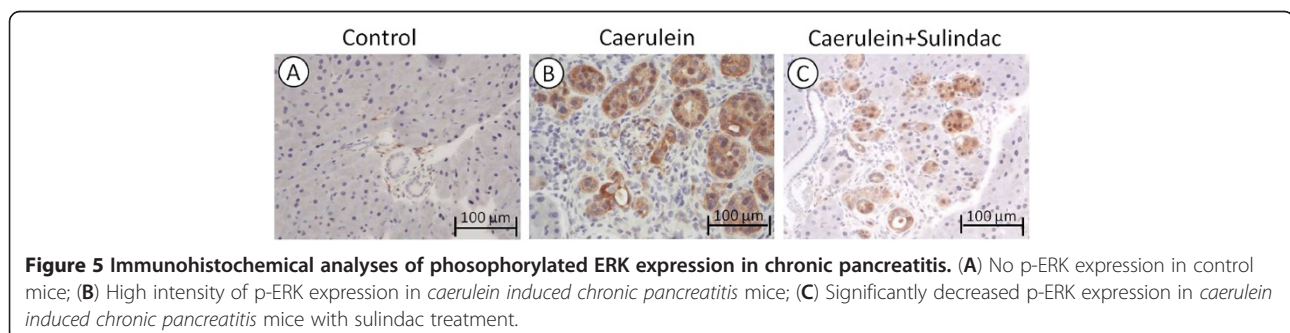 Control Caerulein Caerulein+Sulindac
A B C
100 µm 100 µm 100 µm
Figure 5 Immunohistochemical analyses of phosophorylated ERK expression in chronic pancreatitis. (A) No p-ERK expression in control
mice; (B) High intensity of p-ERK expression in caerulein induced chronic pancreatitis mice; (C) Significantly decreased p-ERK expression in caerulein
induced chronic pancreatitis mice with sulindac treatment.